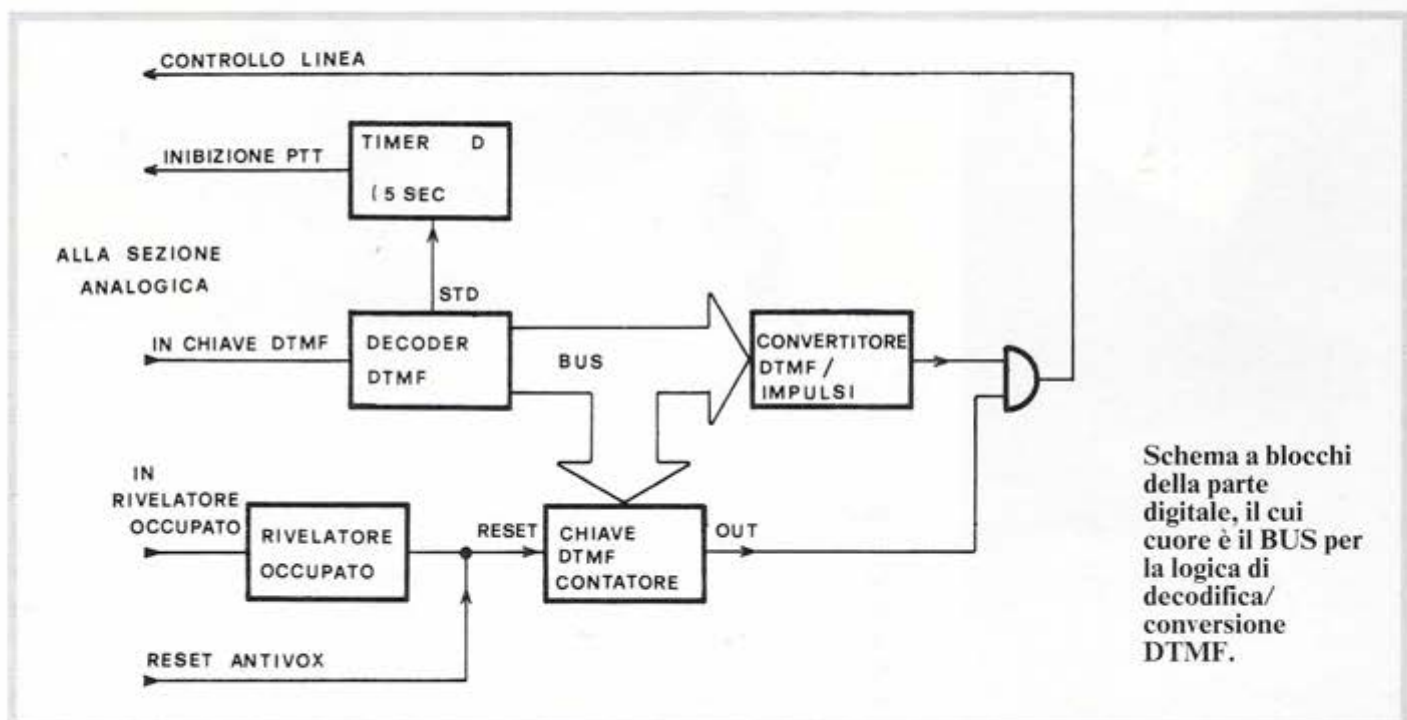 CONTROLLO LINEA
TIMER D
INIBIZIONE PTT
(5 SEC
ALLA SEZIONE
ANALOGICA
STD
IN CHIAVE DTMF
DECODER
DTMF
BUS
CONVERTITORE
DTMF /
IMPULSI
IN
RIVELATORE
OCCUPATO
RIVELATORE
OCCUPATO
RESET
CHIAVE
DTMF
CONTATORE
OUT
RESET ANTIVOX
Schema a blocchi
della parte
digitale, il cui
cuore è il BUS per
la logica di
decodifica/
conversione
DTMF.